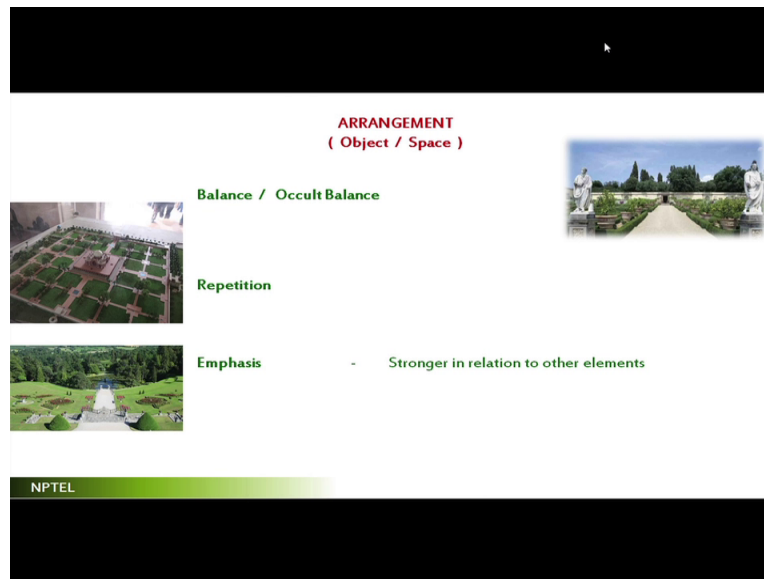 ARRANGEMENT
( Object / Space )
Balance / Occult Balance
Repetition
Emphasis - Stronger in relation to other elements
NPTEL